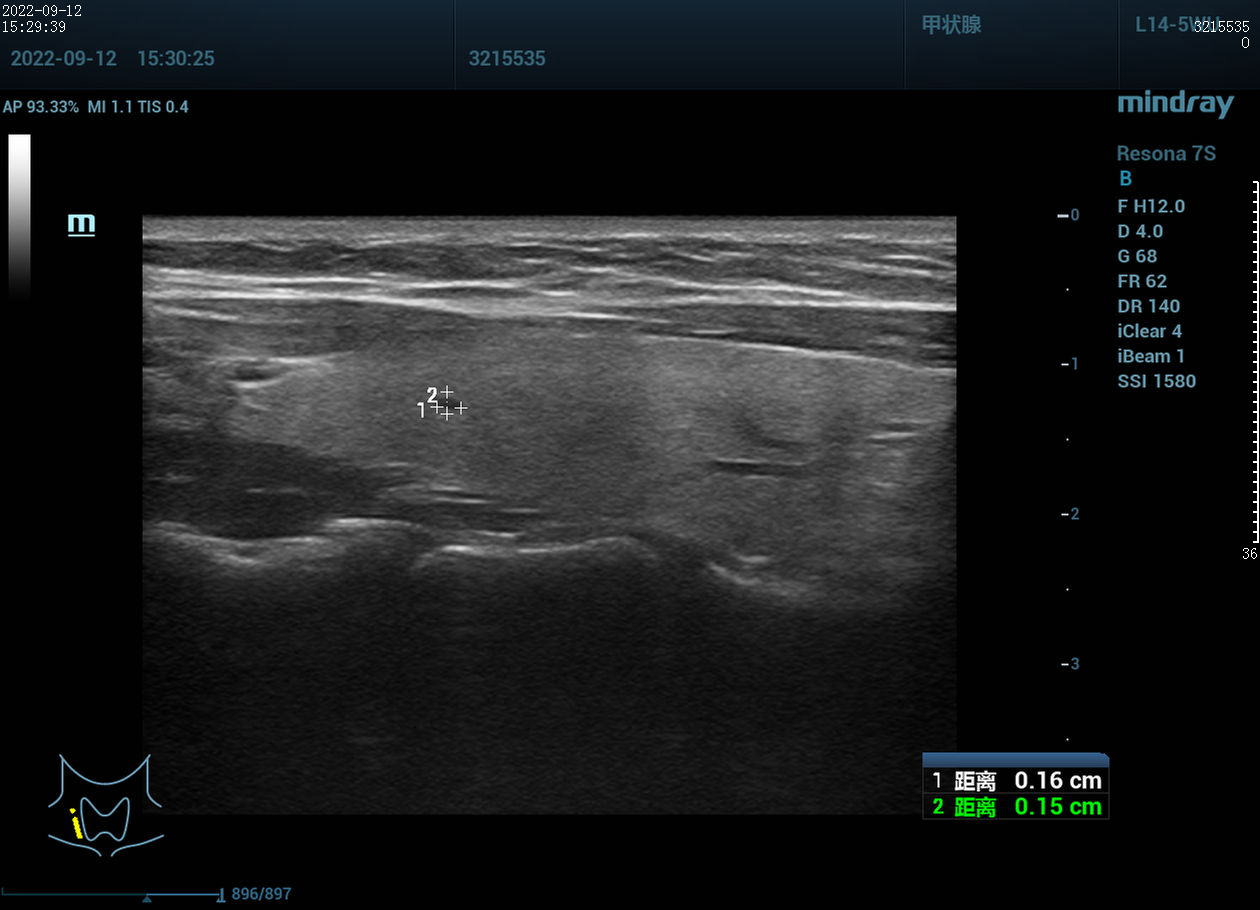 2022-09-12
15:29:39
2022-09-12 15:30:25
3215535
甲状腺
L14-5W
3215535
0
AP 93.33% MI 1.1 TIS 0.4
mindray
Resona 7S
B
F H12.0
D 4.0
G 68
FR 62
DR 140
iClear 4
iBeam 1
SSI 1580
m
0
1
2
3
36
2
1
1 距离 0.16 cm
2 距离 0.15 cm
896/897